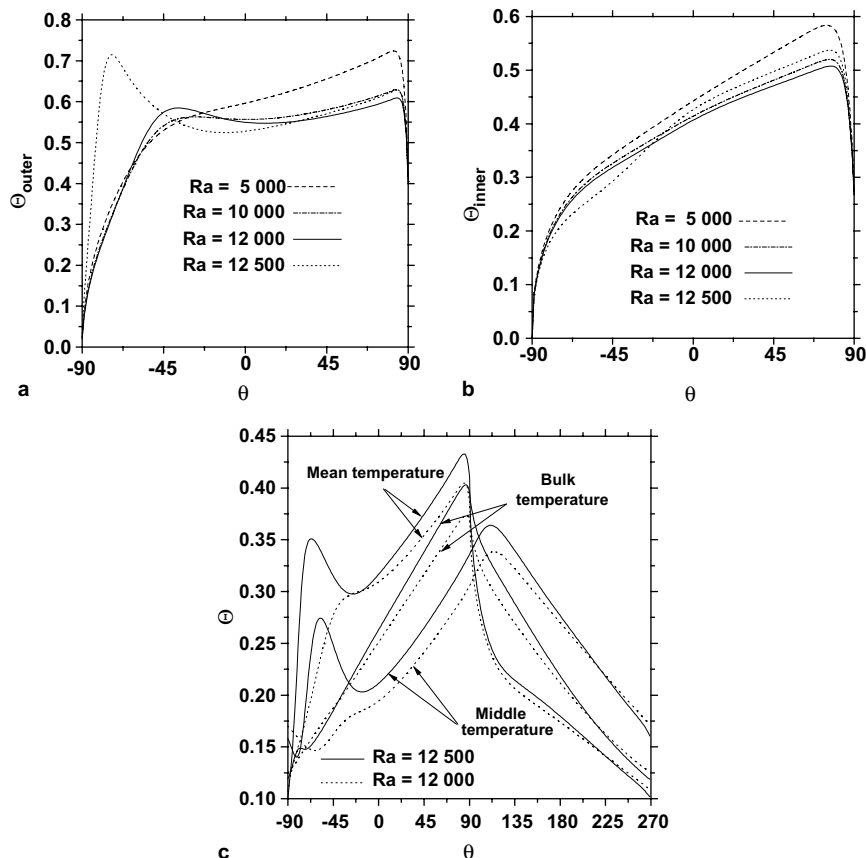 0.8
0.7
0.6
0.5
0.4
0.3
0.2
0.1
0.0
Θouter
Ra = 5 000
Ra = 10 000
Ra = 12 000
Ra = 12 500
-90 -45 0 45 90
a θ
0.6
0.5
0.4
0.3
0.2
0.1
0.0
Θinner
Ra = 5 000
Ra = 10 000
Ra = 12 000
Ra = 12 500
-90 -45 0 45 90
b θ
0.45
0.40
0.35
0.30
0.25
0.20
0.15
0.10
Θ
Mean temperature
Bulk
temperature
Middle
temperature
Ra = 12 500
Ra = 12 000
-90 -45 0 45 90 135 180 225 270
c θ